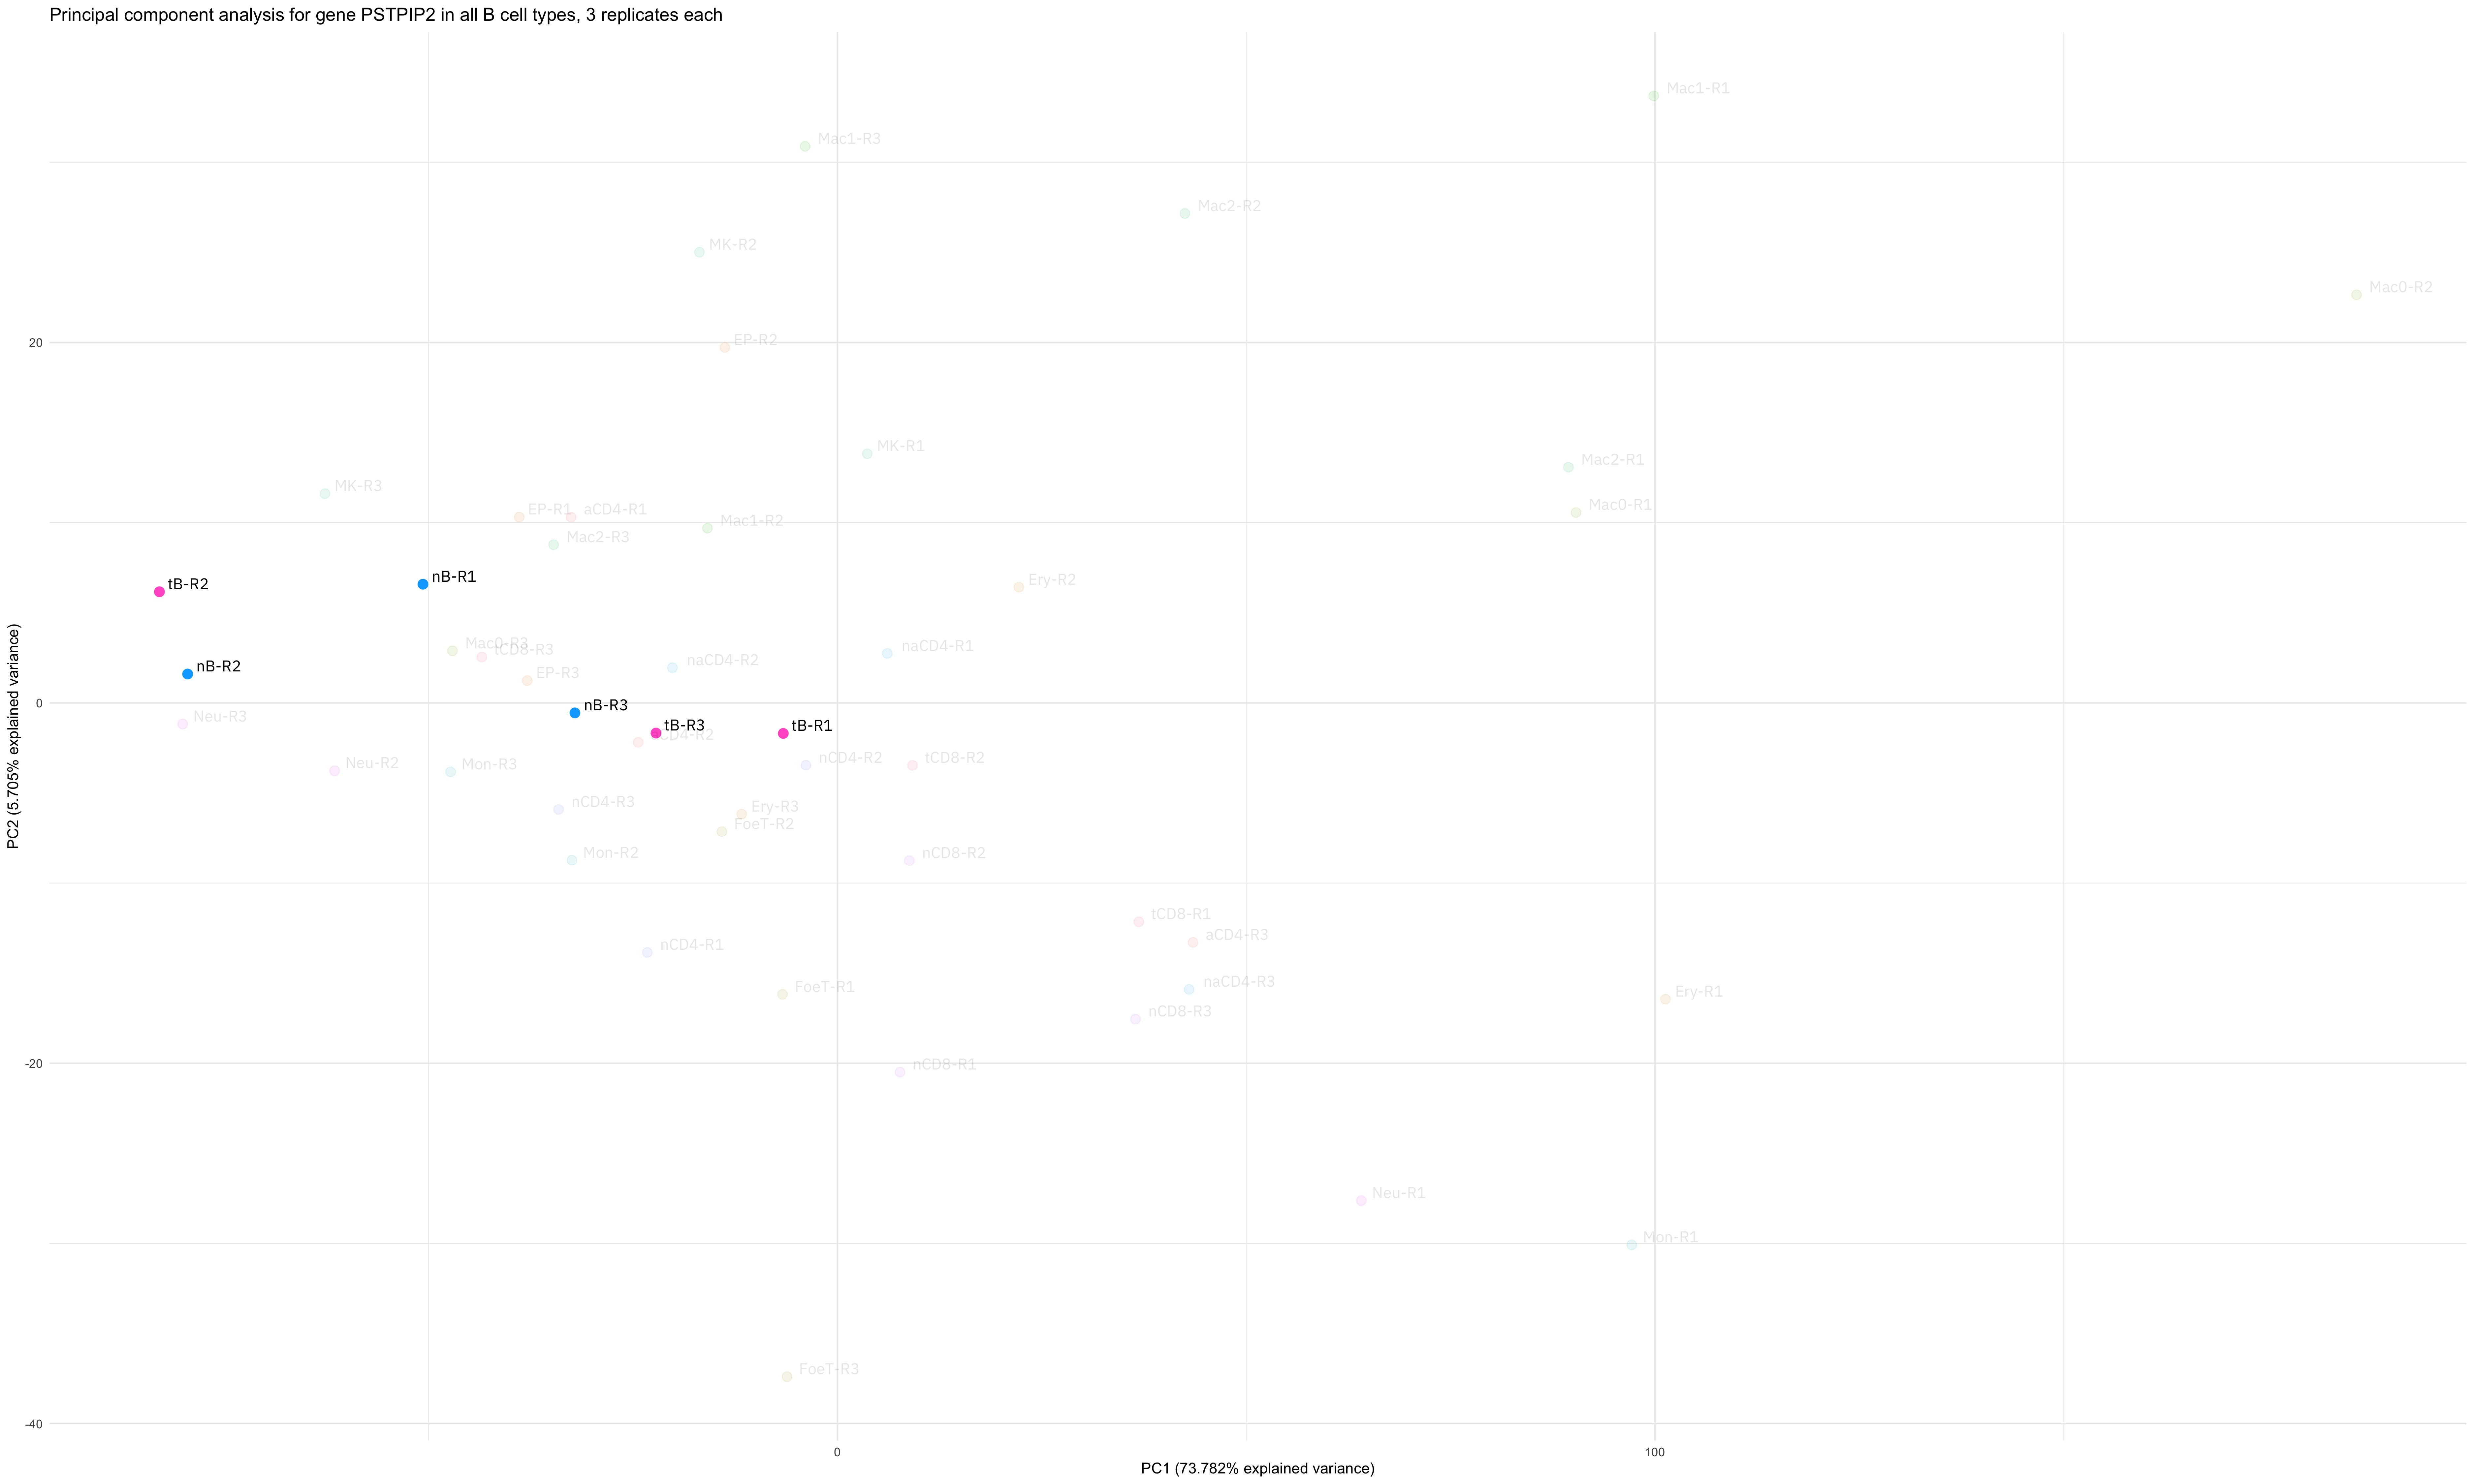 Principal component analysis for gene PSTPIP2 in all B cell types, 3 replicates each
Mac1-R1
Mac1-R3
Mac2-R2
MK-R2
Mac0-R2
EP-R2
20
MK-R1
Mac2-R1
MK-R3
Mac0-R1
EP-R1
aCD4-R1
Mac1-R2
Mac2-R3
nB-R1
Ery-R2
tB-R2
Mac0-R3
naCD4-R1
tCD8-R3
naCD4-R2
nB-R2
EP-R3
0
nB-R3
Neu-R3
tB-R3
tB-R1
CD4-R2
nCD4-R2
tCD8-R2
Neu-R2
Mon-R3
nCD4-R3
Ery-R3
FoeT-R2
Mon-R2
nCD8-R2
tCD8-R1
aCD4-R3
nCD4-R1
naCD4-R3
FoeT-R1
Ery-R1
nCD8-R3
-20
nCD8-R1
Neu-R1
Mon-R1
FoeT-R3
-40
0
100
PC1 (73.782% explained variance)
PC2 (5.705% explained variance)